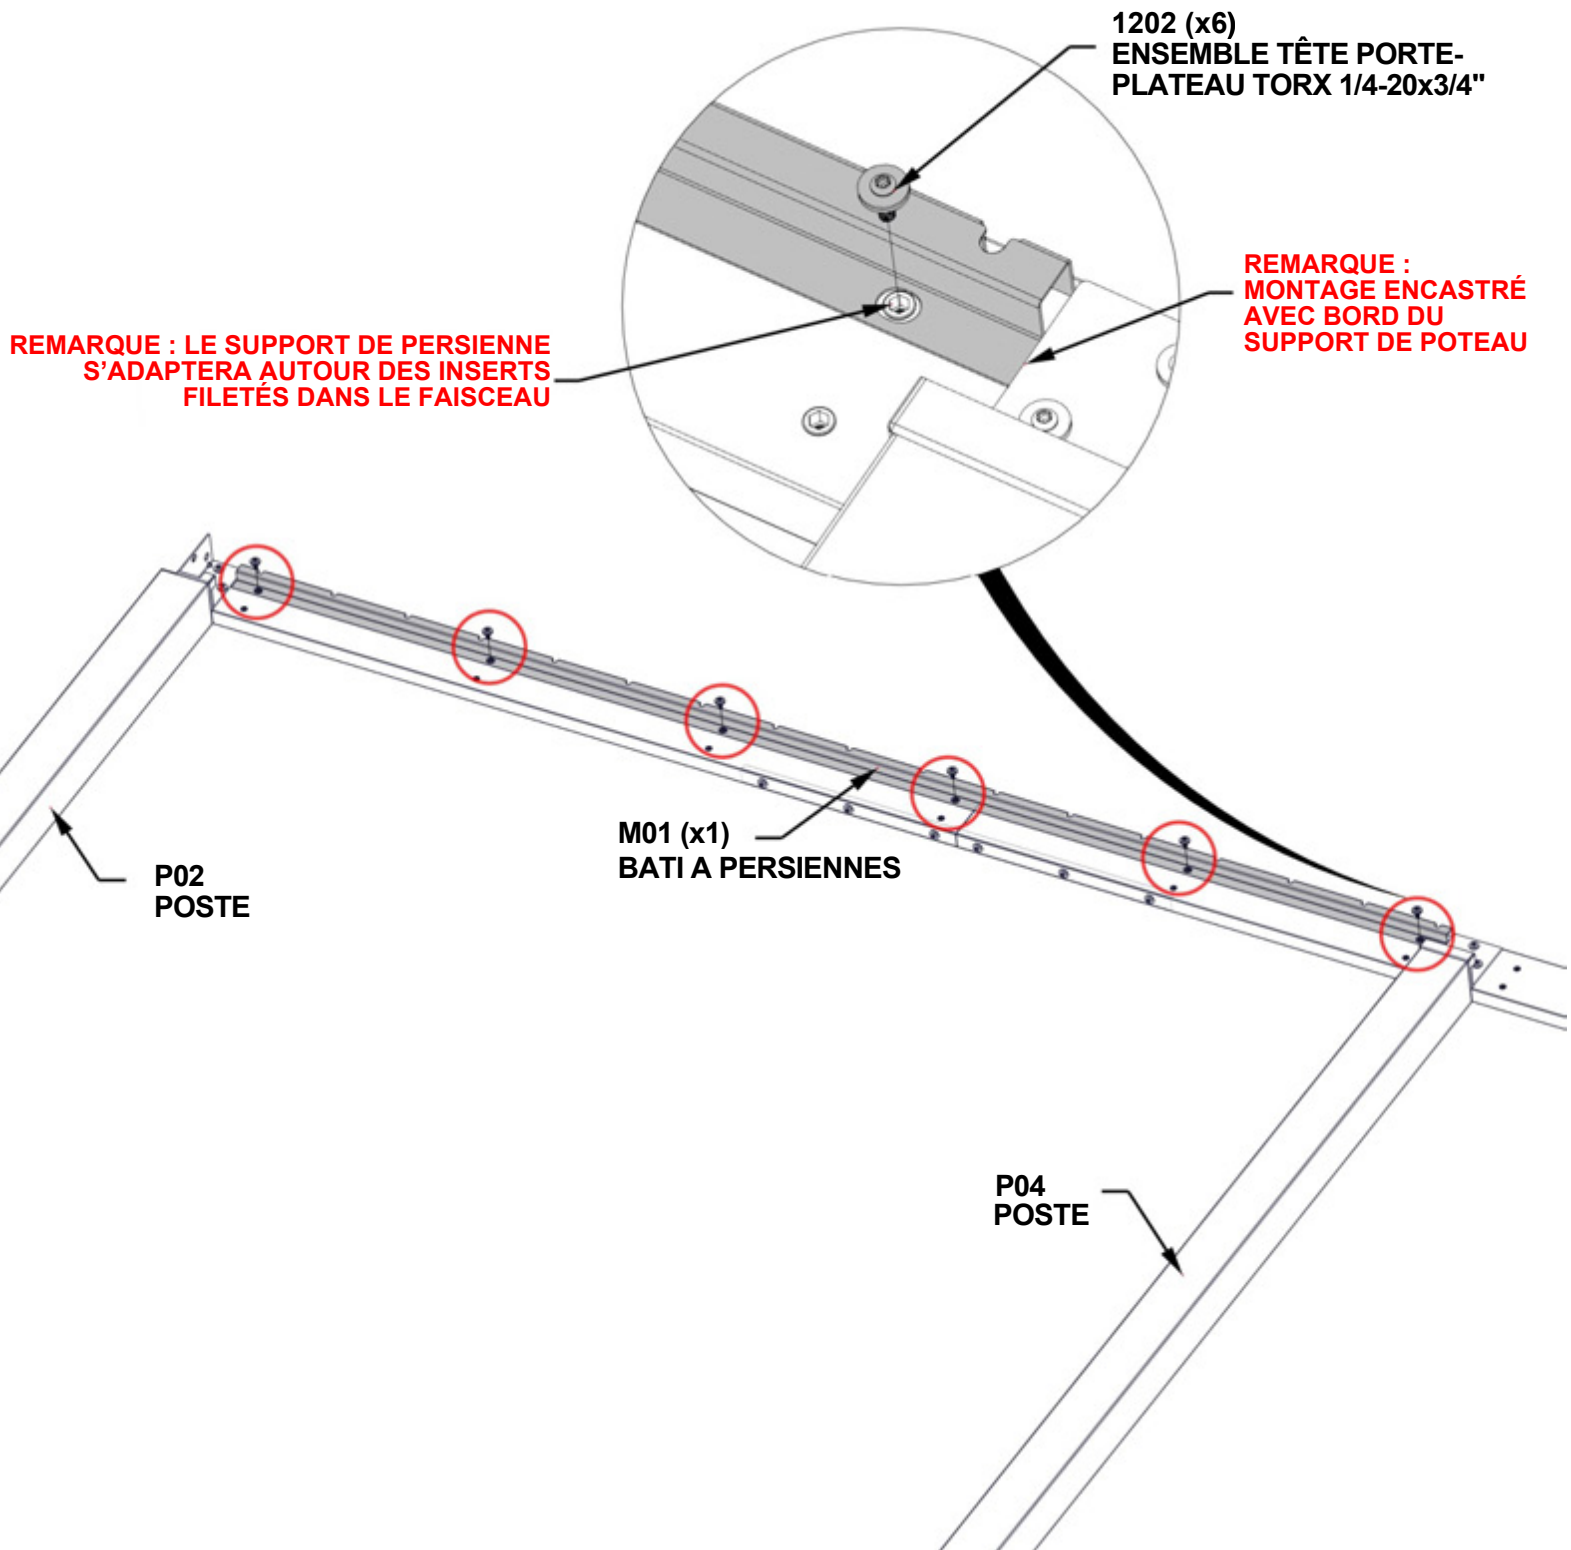 1202 (x6)
ENSEMBLE TÊTE PORTE-
PLATEAU TORX 1/4-20x3/4"
REMARQUE :
MONTAGE ENCASTRÉ
AVEC BORD DU
SUPPORT DE POTEAU
REMARQUE : LE SUPPORT DE PERSIENNE
S’ADAPTERA AUTOUR DES INSERTS
FILETÉS DANS LE FAISCEAU
M01 (x1)
BATI A PERSIENNES
P02
POSTE
P04
POSTE